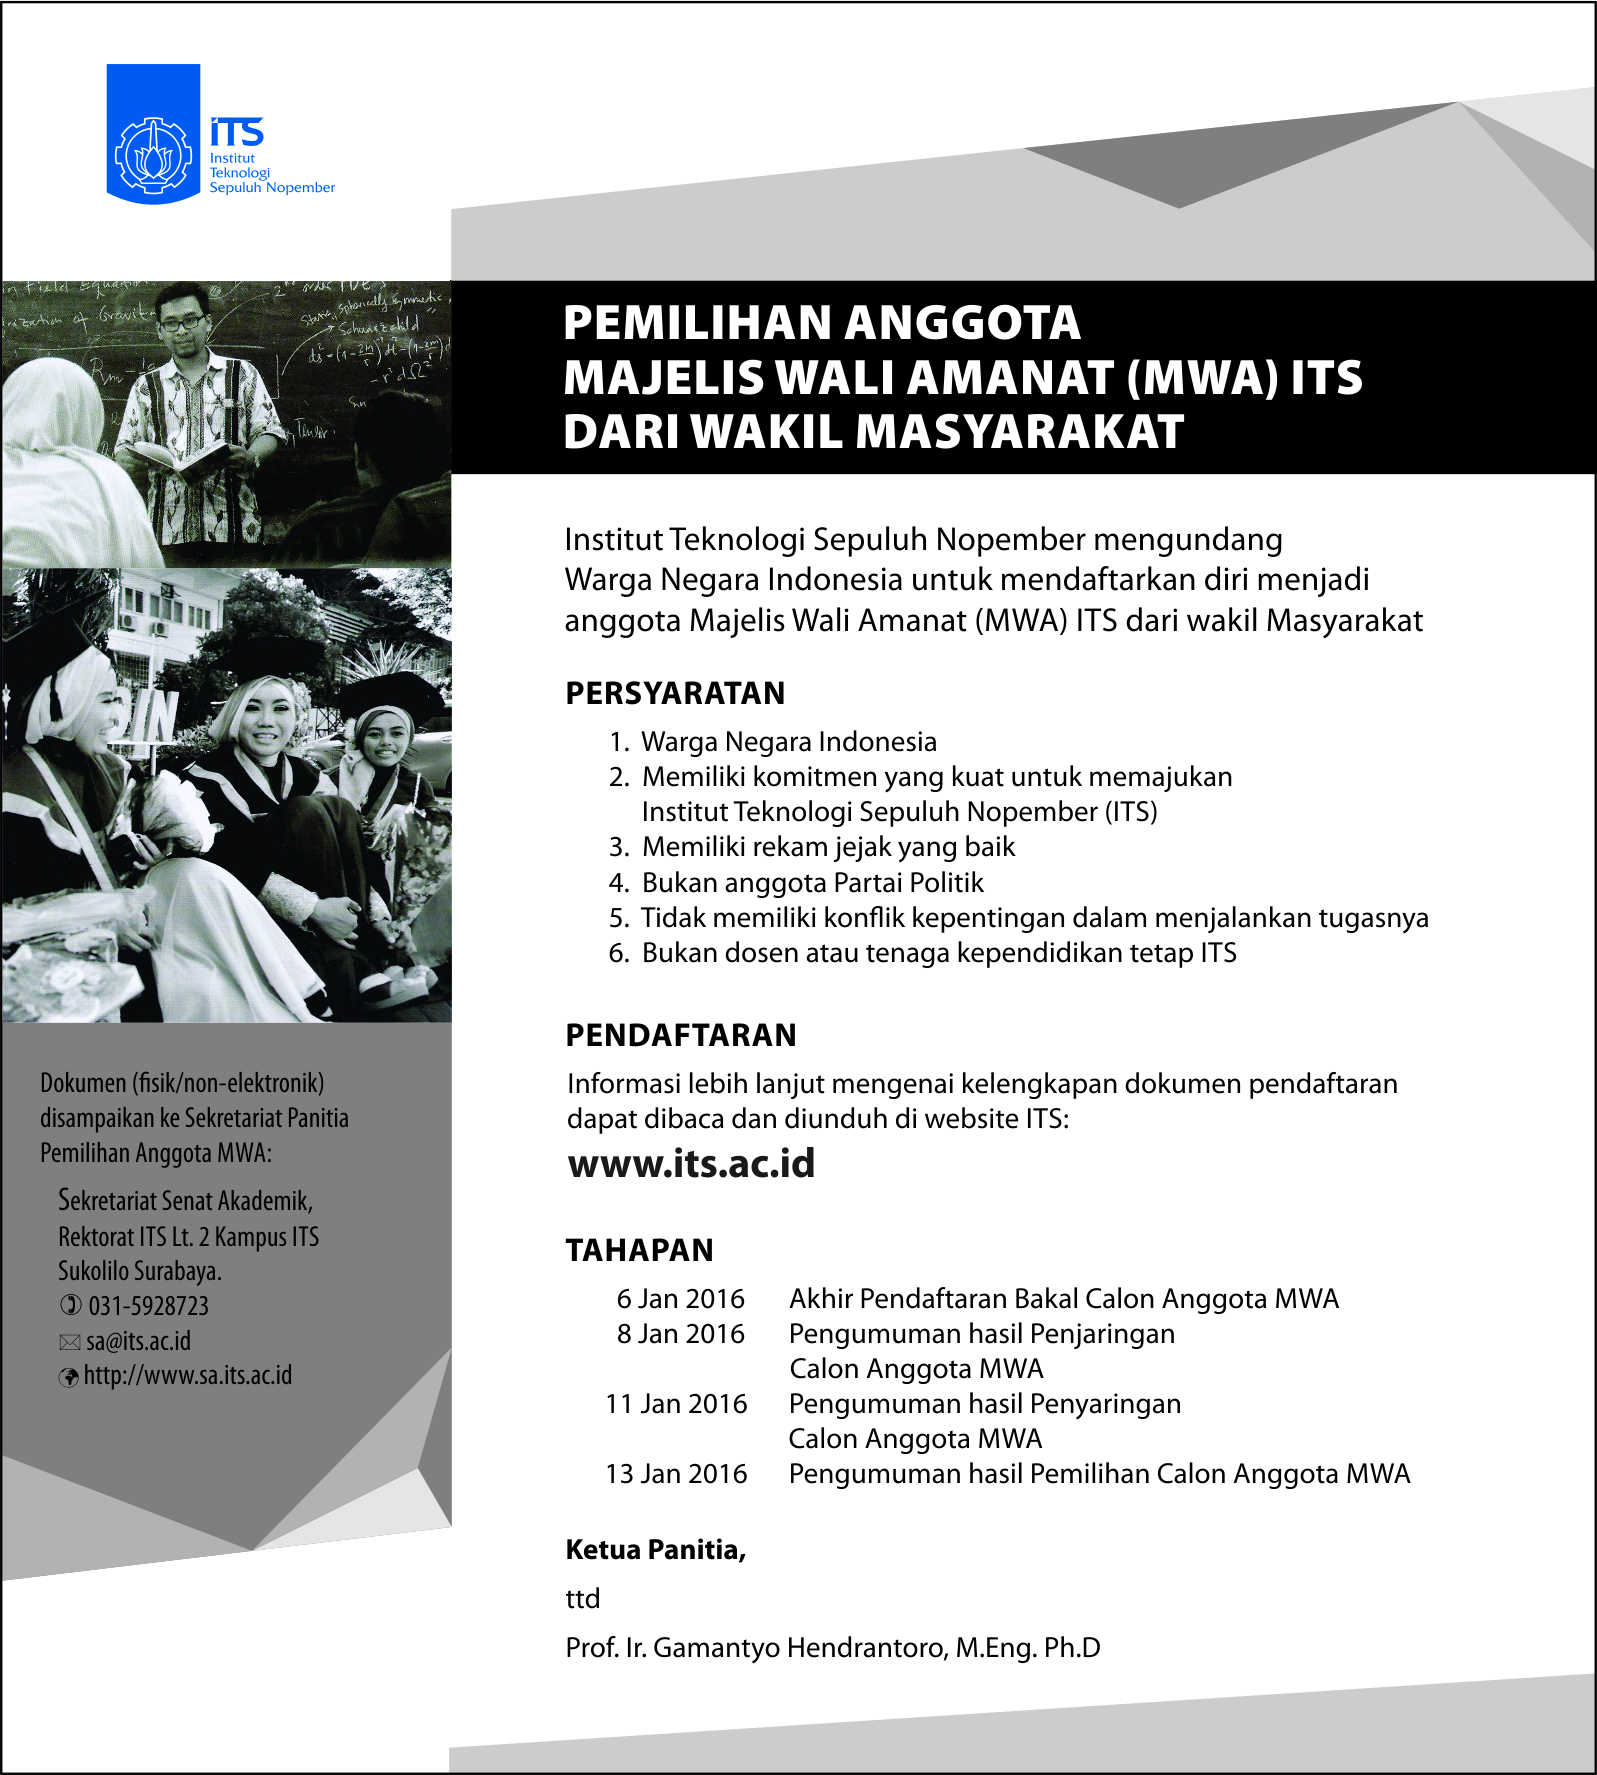 ITS
Institut
Teknologi
Sepuluh Nopember
PEMILIHAN ANGGOTA
MAJELIS WALI AMANAT (MWA) ITS
DARI WAKIL MASYARAKAT
Institut Teknologi Sepuluh Nopember mengundang
Warga Negara Indonesia untuk mendaftarkan diri menjadi
anggota Majelis Wali Amanat (MWA) ITS dari wakil Masyarakat
PERSYARATAN
1. Warga Negara Indonesia
2. Memiliki komitmen yang kuat untuk memajukan
Institut Teknologi Sepuluh Nopember (ITS)
3. Memiliki rekam jejak yang baik
4. Bukan anggota Partai Politik
5. Tidak memiliki konflik kepentingan dalam menjalankan tugasnya
6. Bukan dosen atau tenaga kependidikan tetap ITS
PENDAFTARAN
Informasi lebih lanjut mengenai kelengkapan dokumen pendaftaran
dapat dibaca dan diunduh di website ITS:
www.its.ac.id
TAHAPAN
6 Jan 2016 Akhir Pendaftaran Bakal Calon Anggota MWA
8 Jan 2016 Pengumuman hasil Penjaringan
Calon Anggota MWA
11 Jan 2016 Pengumuman hasil Penyaringan
Calon Anggota MWA
13 Jan 2016 Pengumuman hasil Pemilihan Calon Anggota MWA
Ketua Panitia,
ttd
Prof. Ir. Gamantyo Hendrantoro, M.Eng. Ph.D
Dokumen (fisik/non-elektronik)
disampaikan ke Sekretariat Panitia
Pemilihan Anggota MWA:
Sekretariat Senat Akademik,
Rektorat ITS Lt. 2 Kampus ITS
Sukolilo Surabaya.
031-5928723
sa@its.ac.id
http://www.sa.its.ac.id
Field Equation
of Gravit
spherically symmetric
Schwarzchild